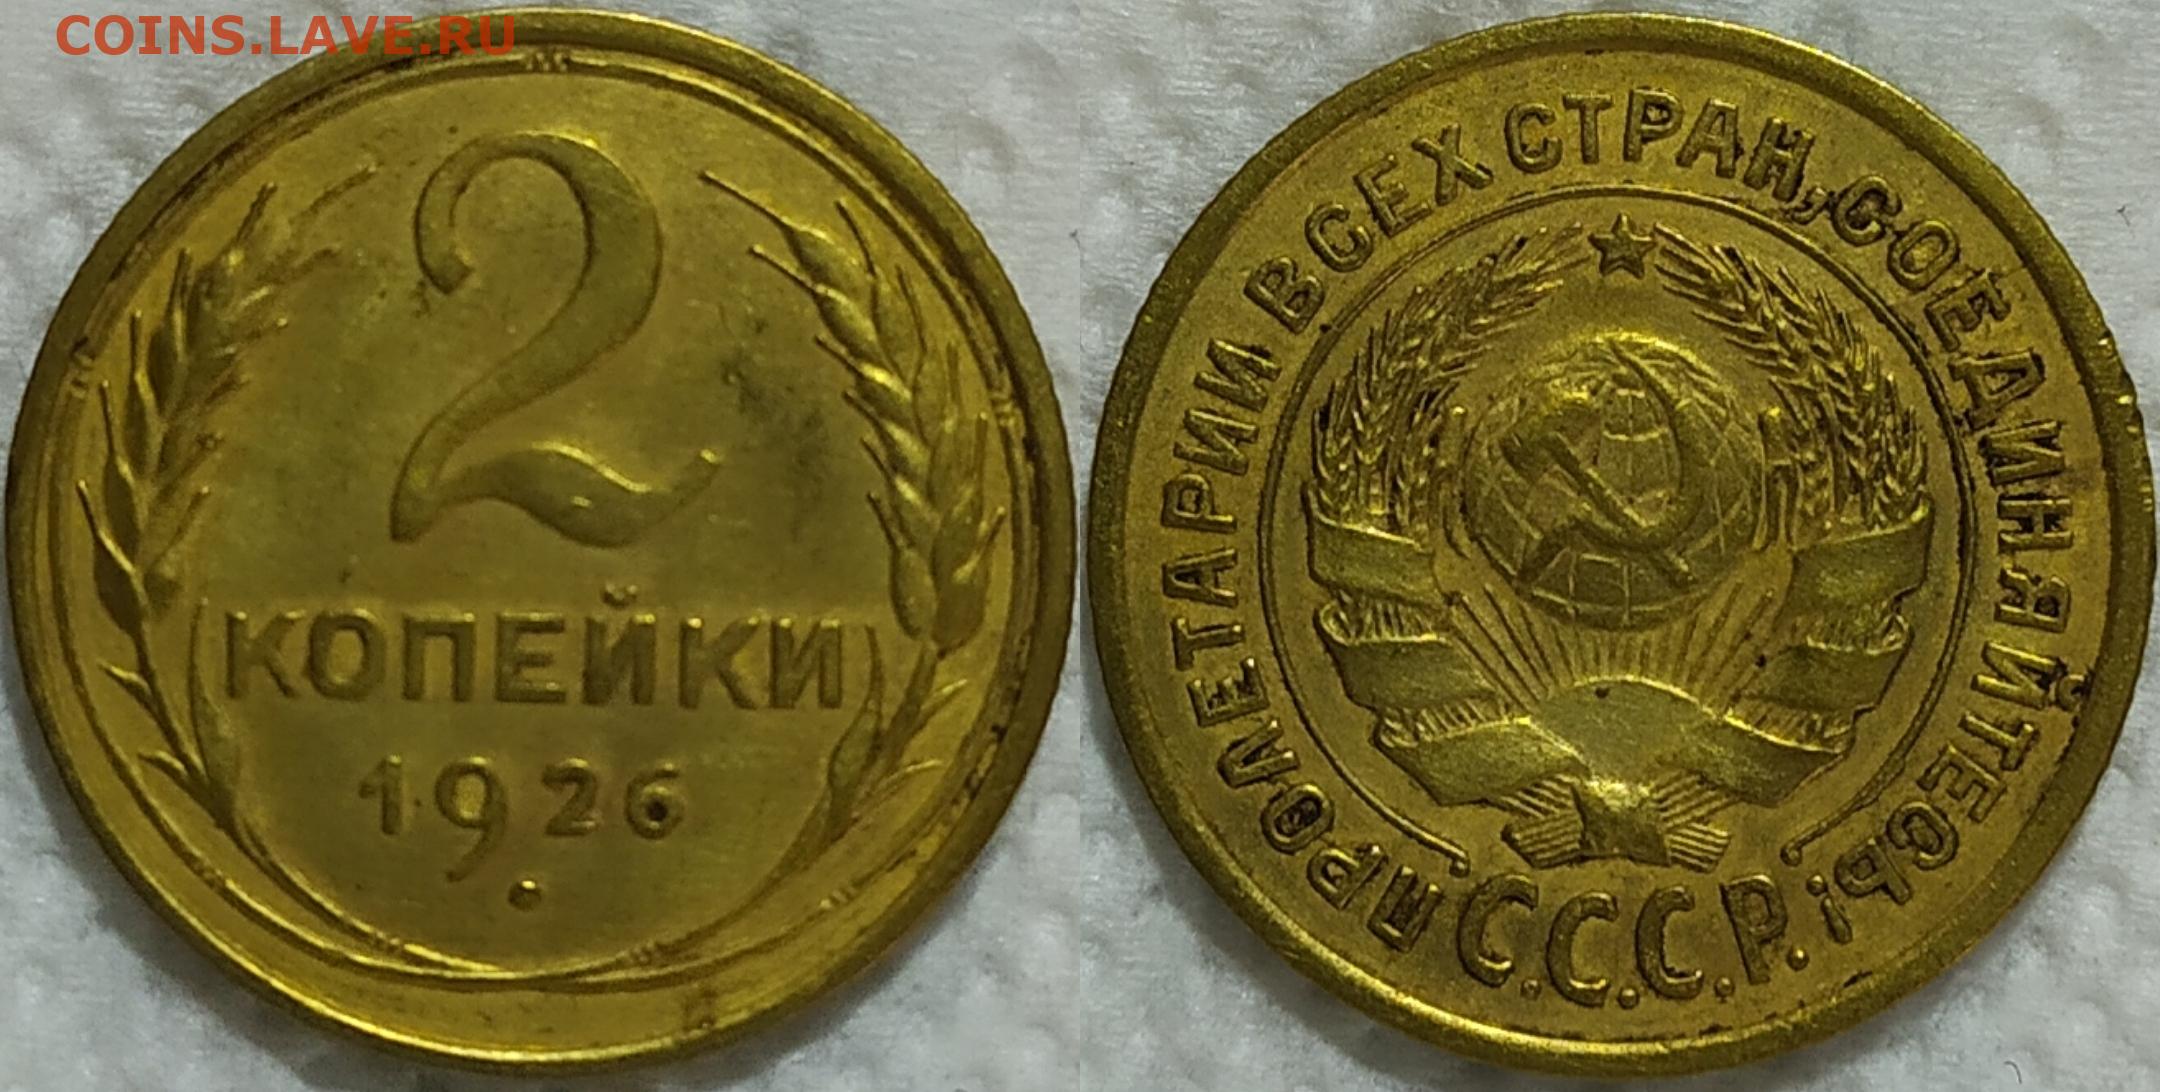 COINS.LAVE.RU
2
КОПЕЙКИ
1926
ПРОЛЕТАРИИ ВСЕХ СТРАН, СОЕДИНЯЙТЕСЬ!
С.С.С.Р.